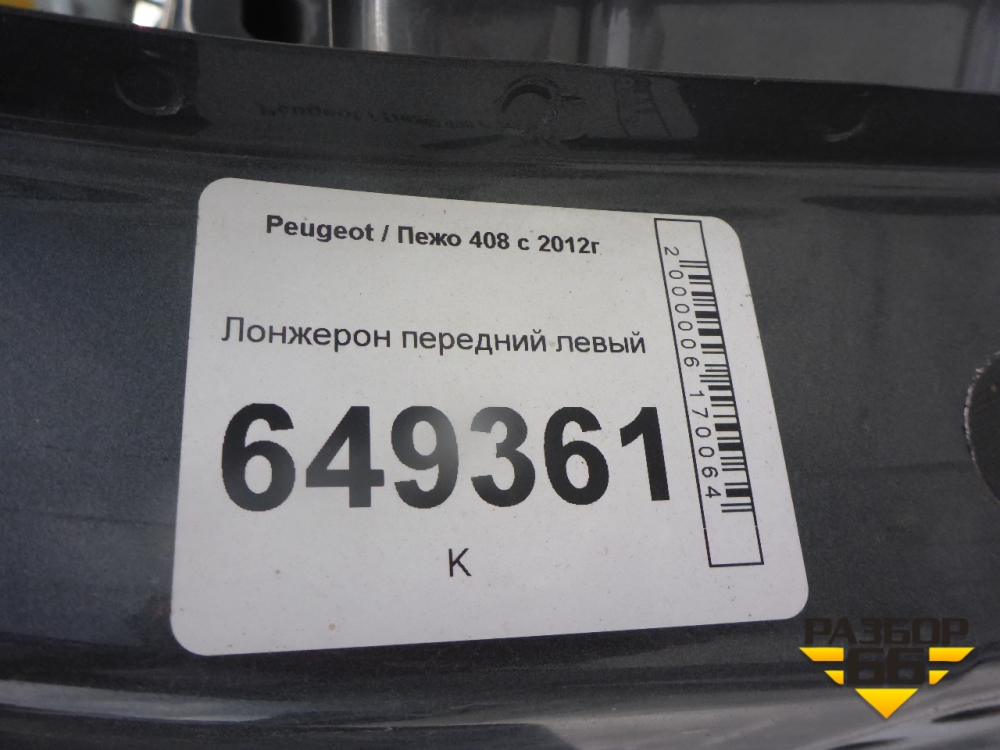 Peugeot / Пежо 408 с 2012г
Лонжерон передний левый
649361
К
2000006170064
РАЗБОР
66